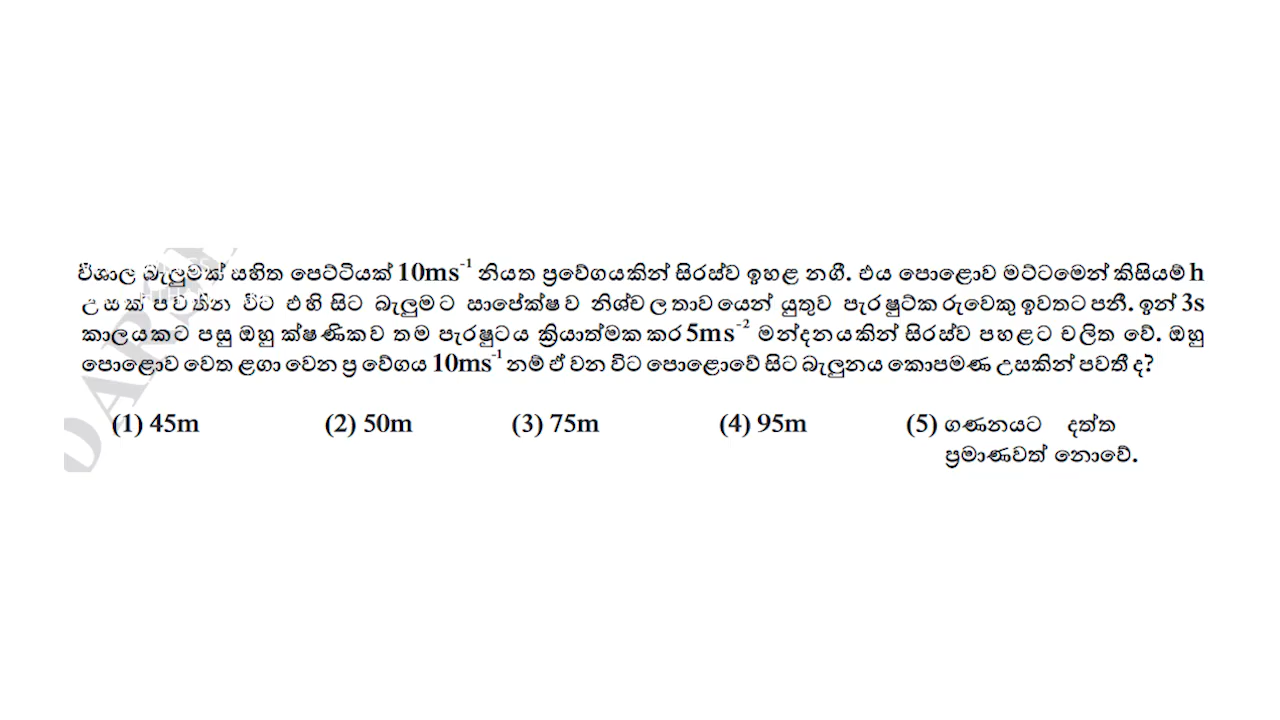 විශාල බැලුමක් සහිත පෙට්ටියක් 10ms⁻¹ නියත ප්‍රවේගයකින් සිරස්ව ඉහළ නගී. එය පොළොව මට්ටමෙන් කිසියම් h
උසක් පවතින විට එහි සිට බැලුමට සාපේක්ෂව නිශ්චලතාවයෙන් යුතුව පැරෂුට්කරුවෙකු ඉවතට පනී. ඉන් 3s
කාලයකට පසු ඔහු ක්ෂණිකව තම පැරෂුටය ක්‍රියාත්මක කර 5ms⁻² මන්දනයකින් සිරස්ව පහළට චලිත වේ. ඔහු
පොළොව වෙත ළගා වෙන ප්‍රවේගය 10ms⁻¹ නම් ඒ වන විට පොළොවේ සිට බැලුනය කොපමණ උසකින් පවතී ද?
(1) 45m (2) 50m (3) 75m (4) 95m (5) ගණනයට දත්ත
ප්‍රමාණවත් නොවේ.